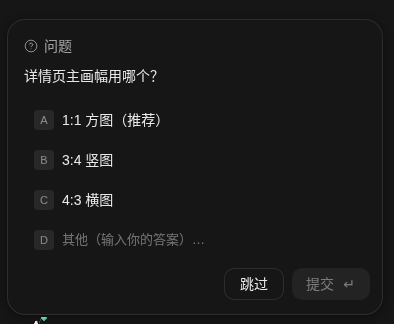 问题
详情页主画幅用哪个？
A 1:1 方图（推荐）
B 3:4 竖图
C 4:3 横图
D 其他（输入你的答案）...
跳过 提交 ↵